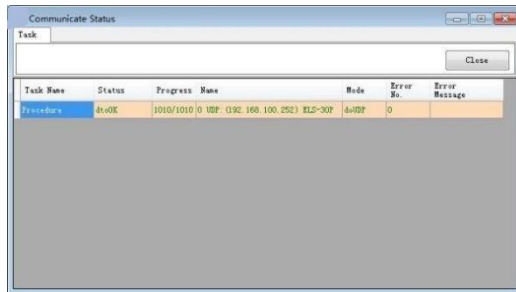 Communicate Status
Task
Close
Task Name Status Progress Name Mode Error No. Error Message
Procedure dtoOK 1010/1010 0 UDP: (192.168.100.252) ELS-30P doUDP 0